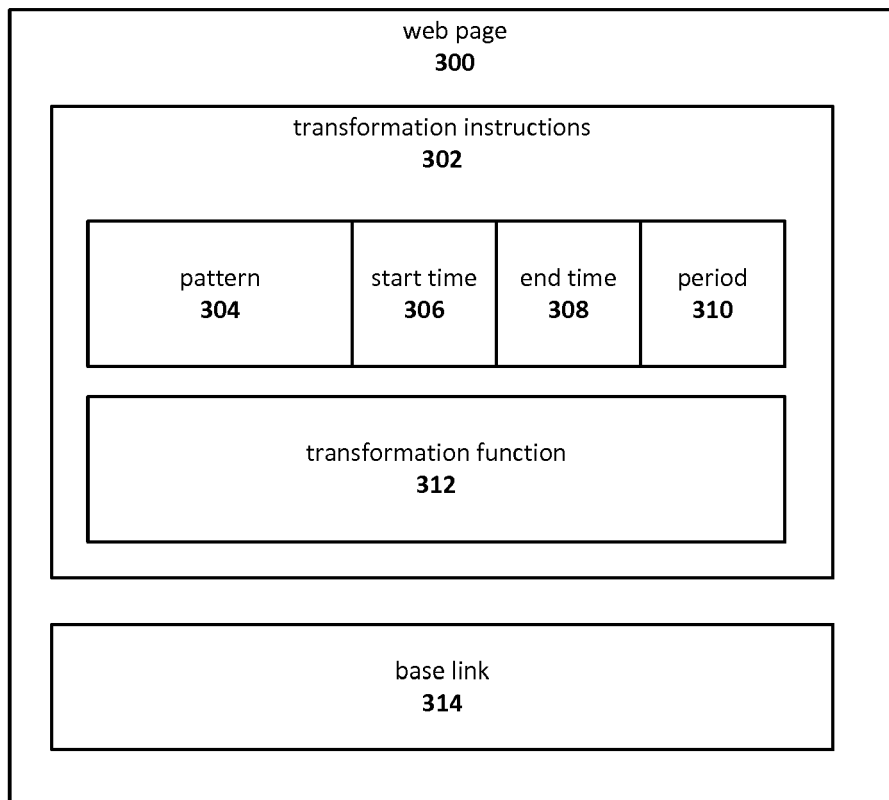 web page
300
transformation instructions
302
pattern
304
start time
306
end time
308
period
310
transformation function
312
base link
314